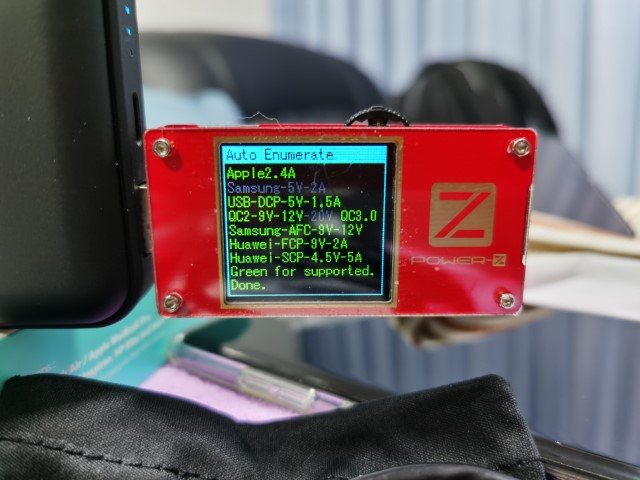 Auto Enumerate
Apple2.4A
Samsung-5V-2A
USB-DCP-5V-1.5A
QC2-9V-12V-20V QC3.0
Samsung-AFC-9V-12V
Huawei-FCP-9V-2A
Huawei-SCP-4.5V-5A
Green for supported.
Done.
Z
POWER-Z